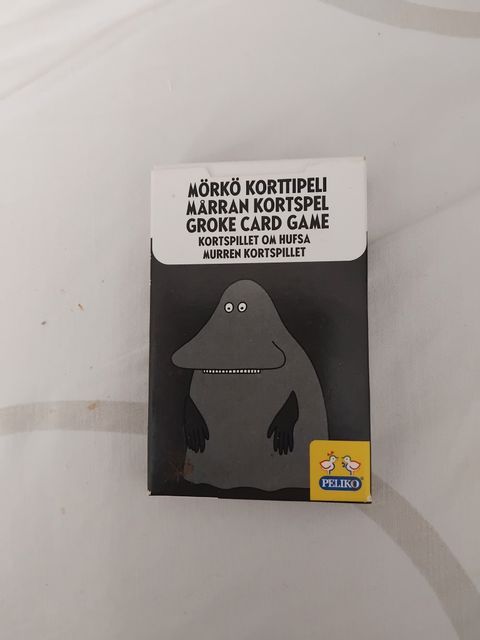 MÖRKÖ KORTTIPELI
MÅRRAN KORTSPEL
GROKE CARD GAME
KORTSPILLET OM HUFSA
MURREN KORTSPILLET
PELIKO